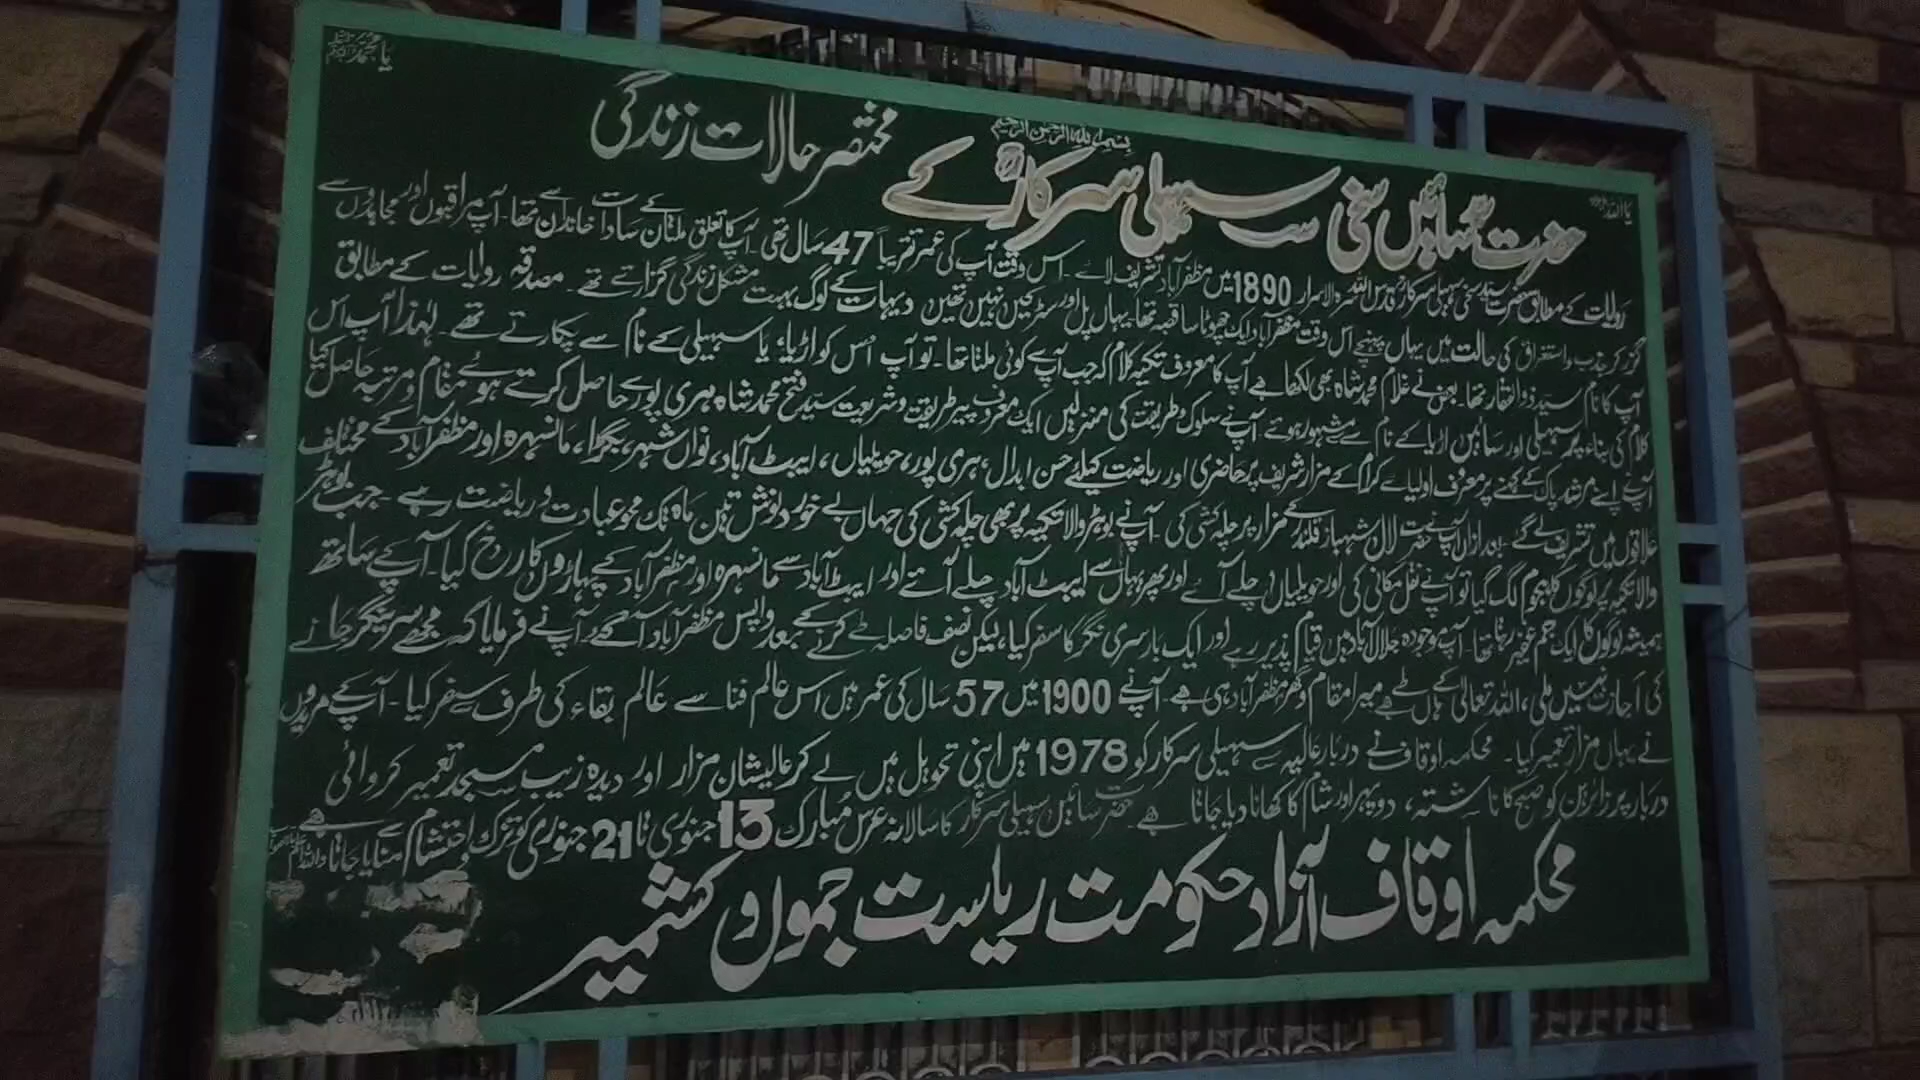 یا اللہ
یا محمد
بسم اللہ الرحمن الرحیم
حضرت سائیں سخی سہیلی سرکارؒ کے مختصر حالات زندگی
روایات کے مطابق حضرت سید سخی سہیلی سرکار قدس اللہ سرہ الاسرار 1890 میں مظفرآباد تشریف لائے۔ اس وقت آپ کی عمر تقریباً 47 سال تھی۔ آپ کا تعلق ملتان کے سادات خاندان سے تھا۔ آپ مراقبوں اور مجاہدوں سے
گزر کر جذب و استغراق کی حالت میں یہاں پہنچے اس وقت مظفرآباد ایک چھوٹا سا قصبہ تھا۔ یہاں پل اور سڑکیں نہیں تھیں دیہات کے لوگ بہت مشکل زندگی گزارتے تھے۔ مصدقہ روایات کے مطابق
آپ کا نام سید ذوالفقار تھا۔ بعض نے غلام محمد شاہ بھی لکھا ہے آپ کا معروف تکیہ کلام کہ جب آپ سے کوئی ملتا تھا۔ تو آپ اُس کو اڑیا، یا سہیلی کے نام سے پکارتے تھے۔ لہٰذا آپ اس
کلام کی بناء پر سہیلی اور سائیں اڑیا کے نام سے مشہور ہوئے آپ نے سلوک و طریقت کی منزلیں ایک معروف پیر طریقت و شریعت سید فتح محمد شاہ ہری پور سے حاصل کرتے ہوئے مقام و مرتبہ حاصل کیا
آپ نے اپنے مرشد پاک کے کہنے پر معرف اولیاے کرام کے مزار شریف پر حاضری اور ریاضت کیلئے حسن ابدال، ہری پور، حویلیاں، ایبٹ آباد، نواں شہر، بگڑا، مانسہرہ اور مظفرآباد کے مختلف
علاقوں میں تشریف لے گئے۔ بعد ازاں آپ نے حضرت لال شہباز قلندر کے مزار پر چلہ کشی کی۔ آپ نے بوہڑ والا تکیہ پر بھی چلہ کشی کی جہاں بے خورد و نوش تین ماہ تک محو عبادت و ریاضت رہے۔ جب بوہڑ
والا تکیہ پر لوگوں کا ہجوم لگ گیا تو آپ نے نقل مکانی کی اور حویلیاں چلے آئے اور پھر یہاں سے ایبٹ آباد چلے آتے اور ایبٹ آباد سے مانسہرہ اور مظفرآباد کے پہاڑوں کا رخ کیا۔ آپ کے ساتھ
ہمیشہ لوگوں کا ایک جم غفیر رہتا تھا۔ آپ موجودہ جلال آباد میں قیام پذیر رہے اور ایک بار سری نگر کا سفر کیا، لیکن نصف فاصلہ طے کرنے کے بعد واپس مظفرآباد آگئے، آپ نے فرمایا کہ مجھے سرینگر جانے
کی اجازت نہیں ملی، اللہ تعالیٰ کے ہاں طے ہے میرا مقام و گھر مظفرآباد ہی ہے۔ آپ نے 1900 میں 57 سال کی عمر میں اس عالم فنا سے عالم بقاء کی طرف سفر کیا۔ آپ کے مریدوں
نے یہاں مزار تعمیر کیا۔ محکمہ اوقاف نے دربار عالیہ سہیلی سرکار کو 1978 میں اپنی تحویل میں لے کر عالیشان مزار اور دیدہ زیب مسجد تعمیر کروائی
دربار پر زائرین کو صبح کا ناشتہ، دوپہر اور شام کا کھانا دیا جاتا ہے حضرت سائیں سہیلی سرکار کا سالانہ عرس مبارک 13 جنوری تا 21 جنوری کو تزک و احتشام سے منایا جاتا ہے
محکمہ اوقاف آزاد حکومت ریاست جموں و کشمیر